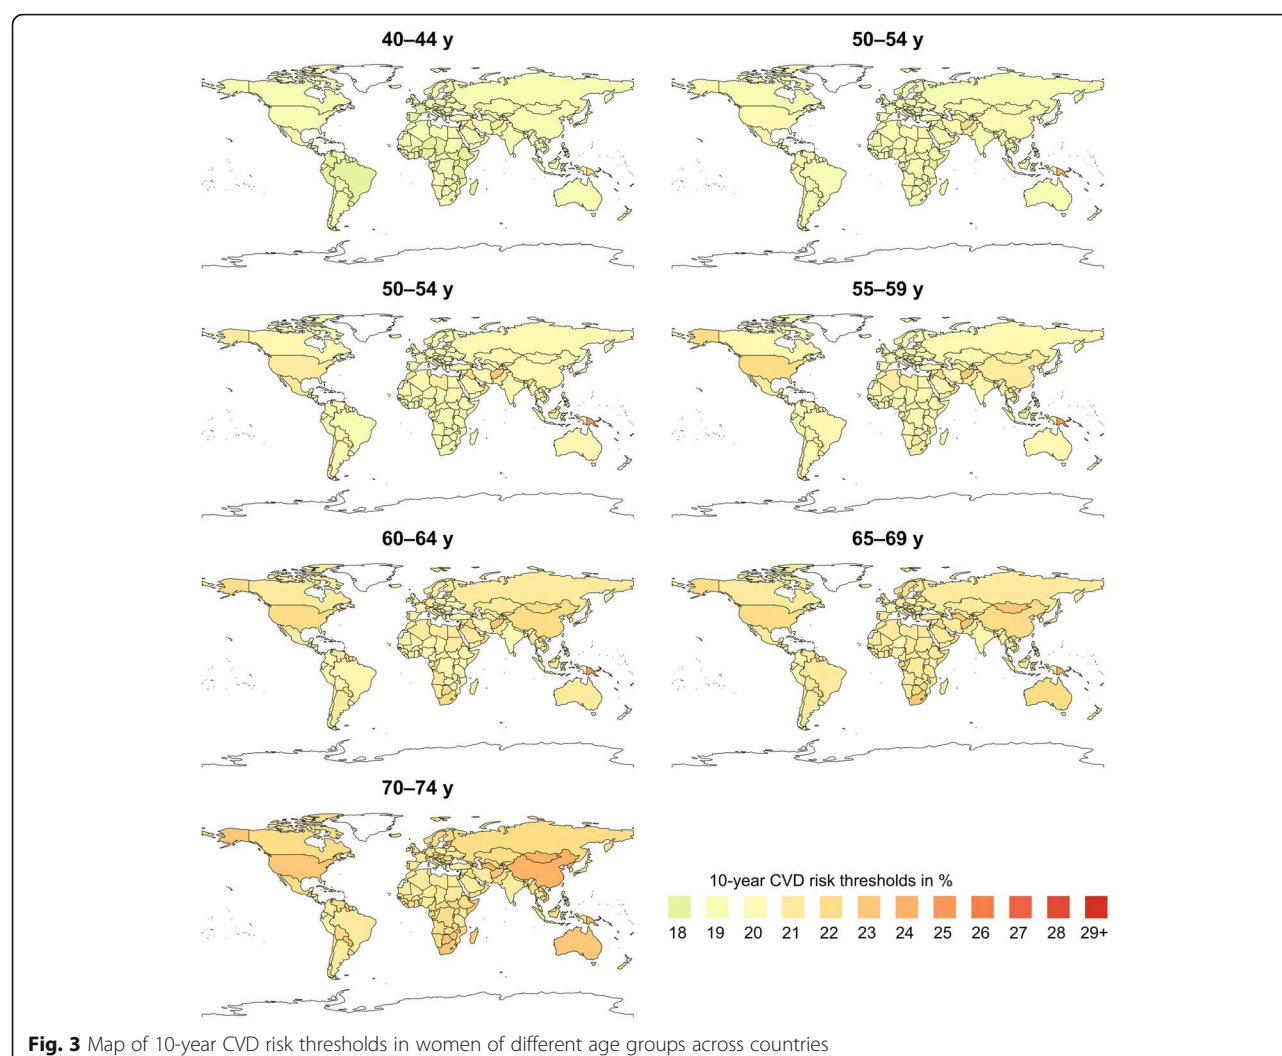 40–44 y
50–54 y
50–54 y
55–59 y
60–64 y
65–69 y
70–74 y
10-year CVD risk thresholds in %
18 19 20 21 22 23 24 25 26 27 28 29+
Fig. 3 Map of 10-year CVD risk thresholds in women of different age groups across countries